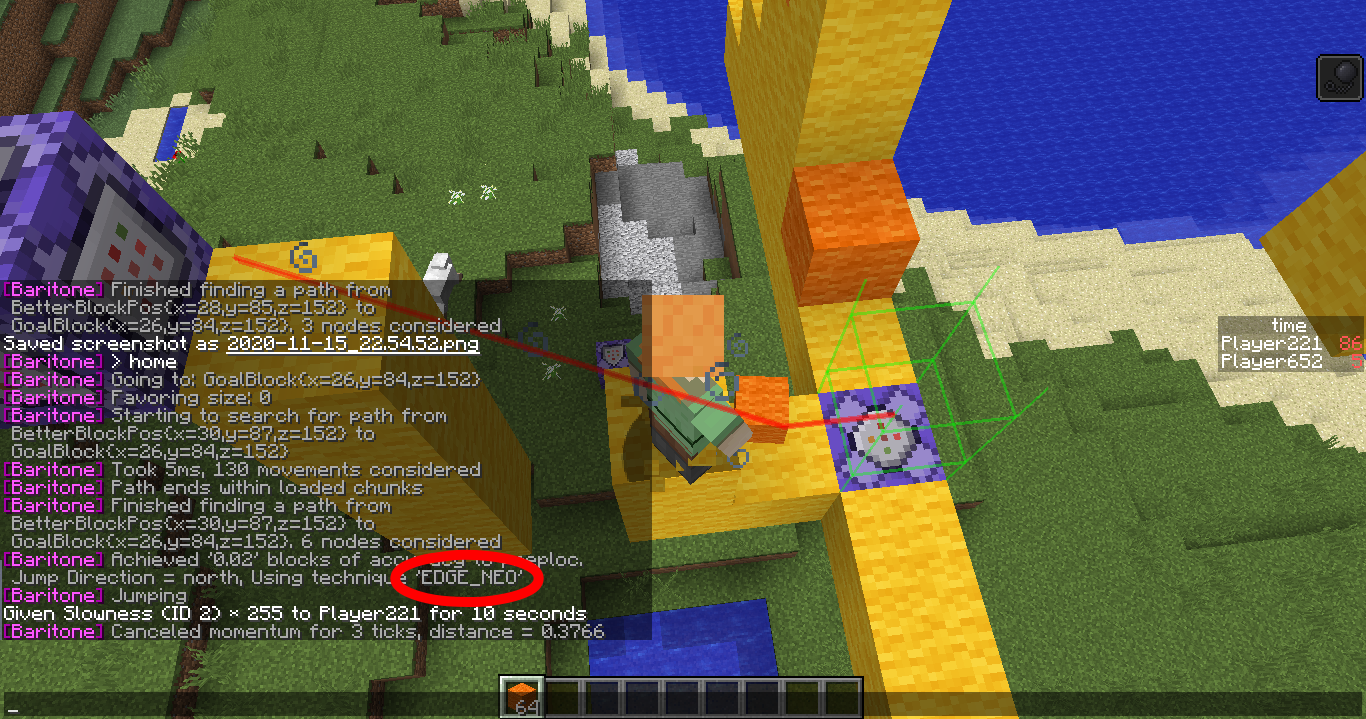 [Baritone] Finished finding a path from
BetterBlockPos{x=28,y=85,z=152} to
GoalBlock{x=26,y=84,z=152}, 3 nodes considered
Saved screenshot as 2020-11-15_22.54.52.png
[Baritone] > home
[Baritone] Going to: GoalBlock{x=26,y=84,z=152}
[Baritone] Favoring size: 0
[Baritone] Starting to search for path from
BetterBlockPos{x=30,y=87,z=152} to
GoalBlock{x=26,y=84,z=152}
[Baritone] Took 5ms, 130 movements considered
[Baritone] Path ends within loaded chunks
[Baritone] Finished finding a path from
BetterBlockPos{x=30,y=87,z=152} to
GoalBlock{x=26,y=84,z=152}, 6 nodes considered
[Baritone] Achieved '0.02' blocks of accuracy to preploc.
Jump Direction = north, Using technique 'EDGE_NEO'
[Baritone] Jumping
Given Slowness (ID 2) * 255 to Player221 for 10 seconds
[Baritone] Canceled momentum for 3 ticks, distance = 0.3766
time
Player221 86
Player652 5
64
_